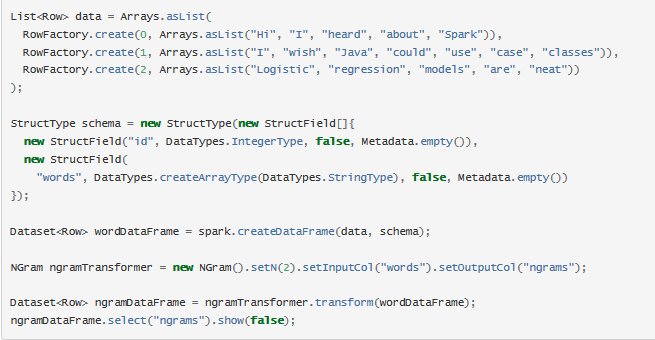 List<Row> data = Arrays.asList(
  RowFactory.create(0, Arrays.asList("Hi", "I", "heard", "about", "Spark")),
  RowFactory.create(1, Arrays.asList("I", "wish", "Java", "could", "use", "case", "classes")),
  RowFactory.create(2, Arrays.asList("Logistic", "regression", "models", "are", "neat"))
);

StructType schema = new StructType(new StructField[]{
  new StructField("id", DataTypes.IntegerType, false, Metadata.empty()),
  new StructField(
    "words", DataTypes.createArrayType(DataTypes.StringType), false, Metadata.empty())
});

Dataset<Row> wordDataFrame = spark.createDataFrame(data, schema);

NGram ngramTransformer = new NGram().setN(2).setInputCol("words").setOutputCol("ngrams");

Dataset<Row> ngramDataFrame = ngramTransformer.transform(wordDataFrame);
ngramDataFrame.select("ngrams").show(false);